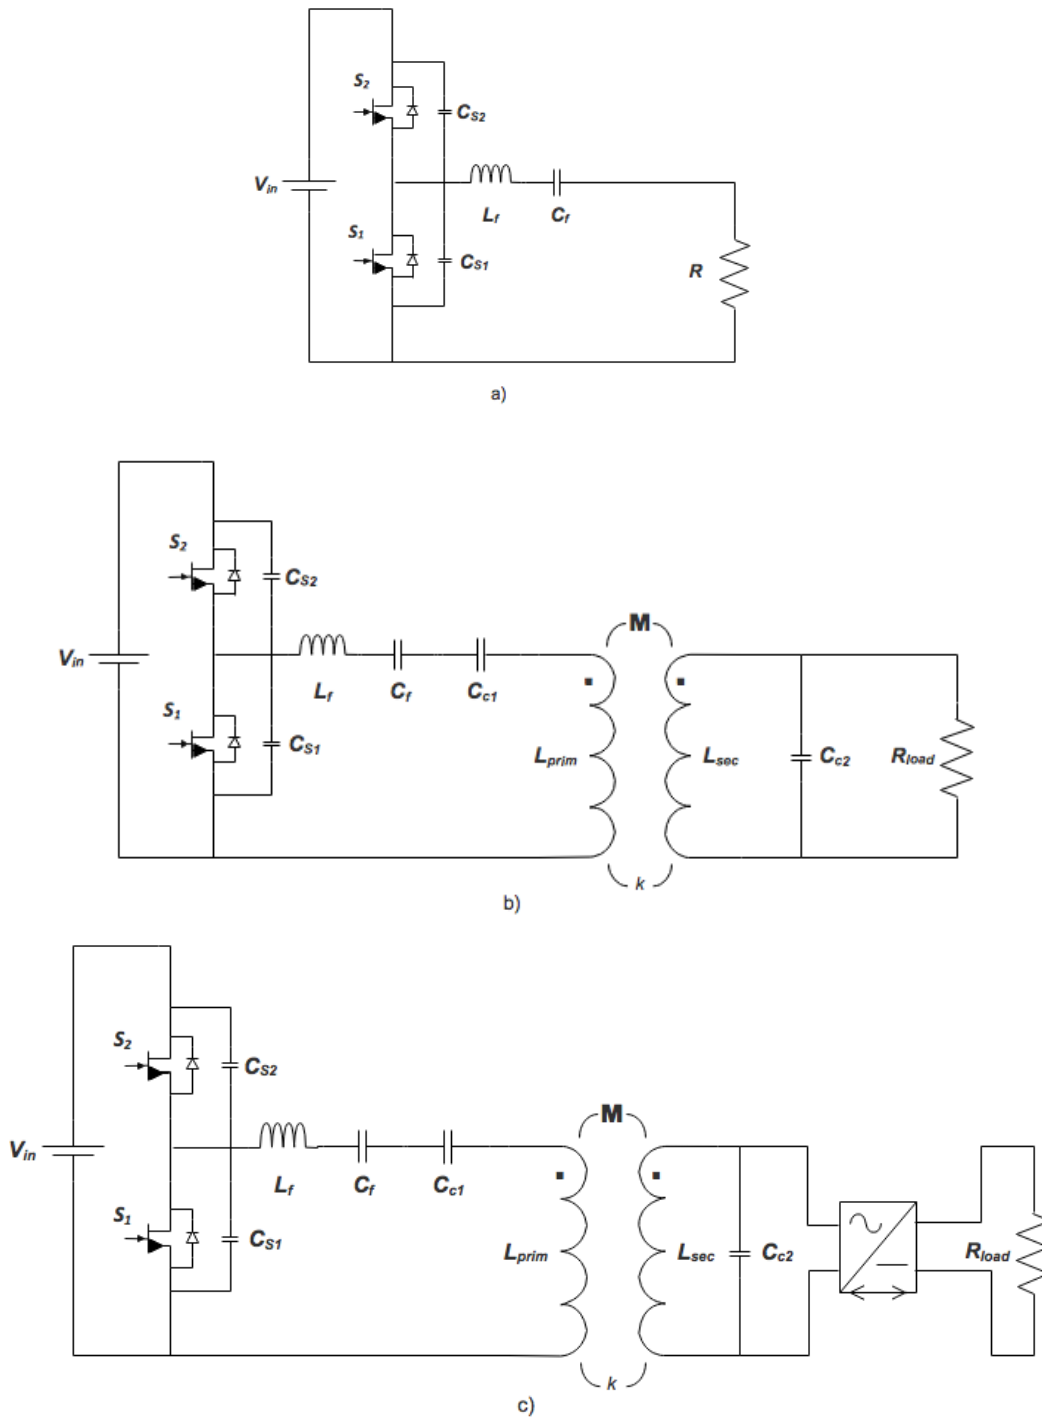 S2
CS2
Vin
Lf
Cf
S1
CS1
R
a)
S2
CS2
M
Vin
Lf
Cf
Cc1
S1
CS1
Lprim
Lsec
Cc2
Rload
k
b)
S2
CS2
M
Vin
Lf
Cf
Cc1
S1
CS1
Lprim
Lsec
Cc2
Rload
k
c)